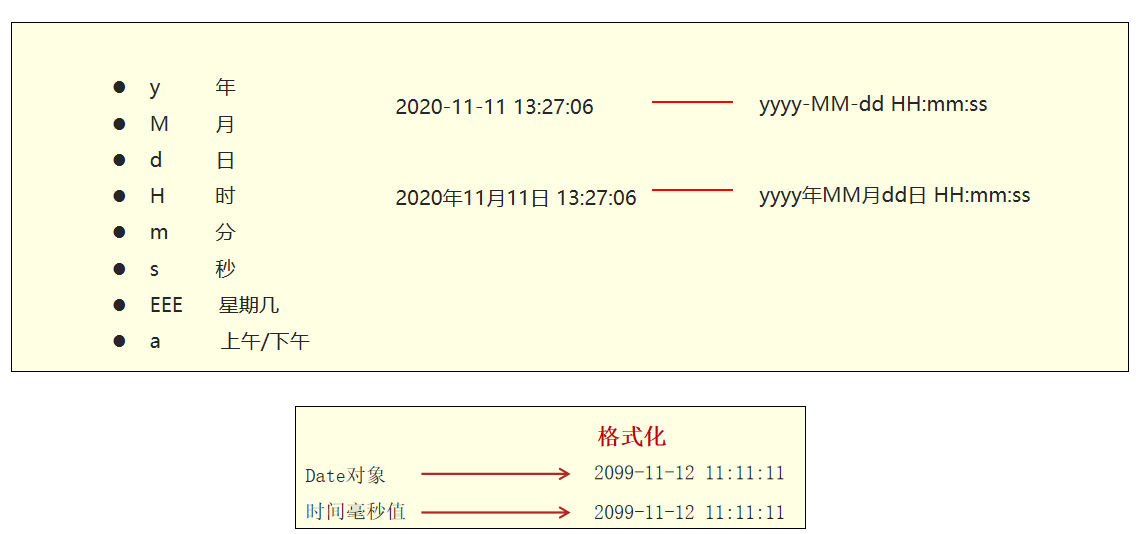 ● y 年
● M 月
● d 日
● H 时
● m 分
● s 秒
● EEE 星期几
● a 上午/下午
2020-11-11 13:27:06 yyyy-MM-dd HH:mm:ss
2020年11月11日 13:27:06 yyyy年MM月dd日 HH:mm:ss
格式化
Date对象 2099-11-12 11:11:11
时间毫秒值 2099-11-12 11:11:11